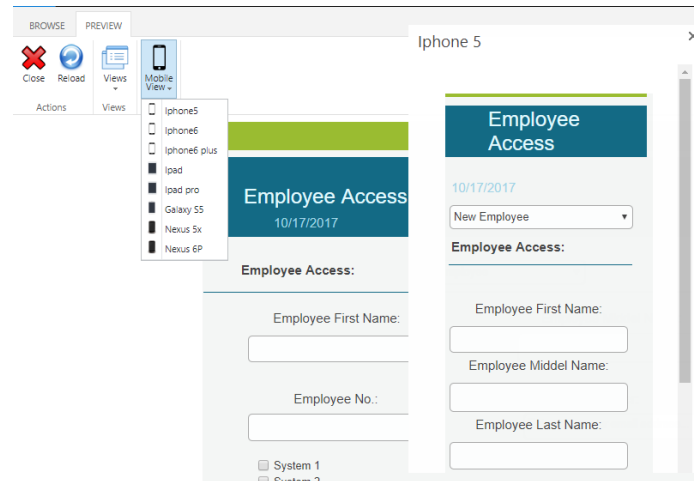 BROWSE
PREVIEW
Close
Reload
Views
Mobile
View
Actions
Views
Iphone5
Iphone6
Iphone6 plus
Ipad
Ipad pro
Galaxy S5
Nexus 5x
Nexus 6P
Employee Access
10/17/2017
Employee Access:
Employee First Name:
Employee No.:
System 1
System 2
Iphone 5
Employee
Access
10/17/2017
New Employee
Employee Access:
Employee First Name:
Employee Middel Name:
Employee Last Name: